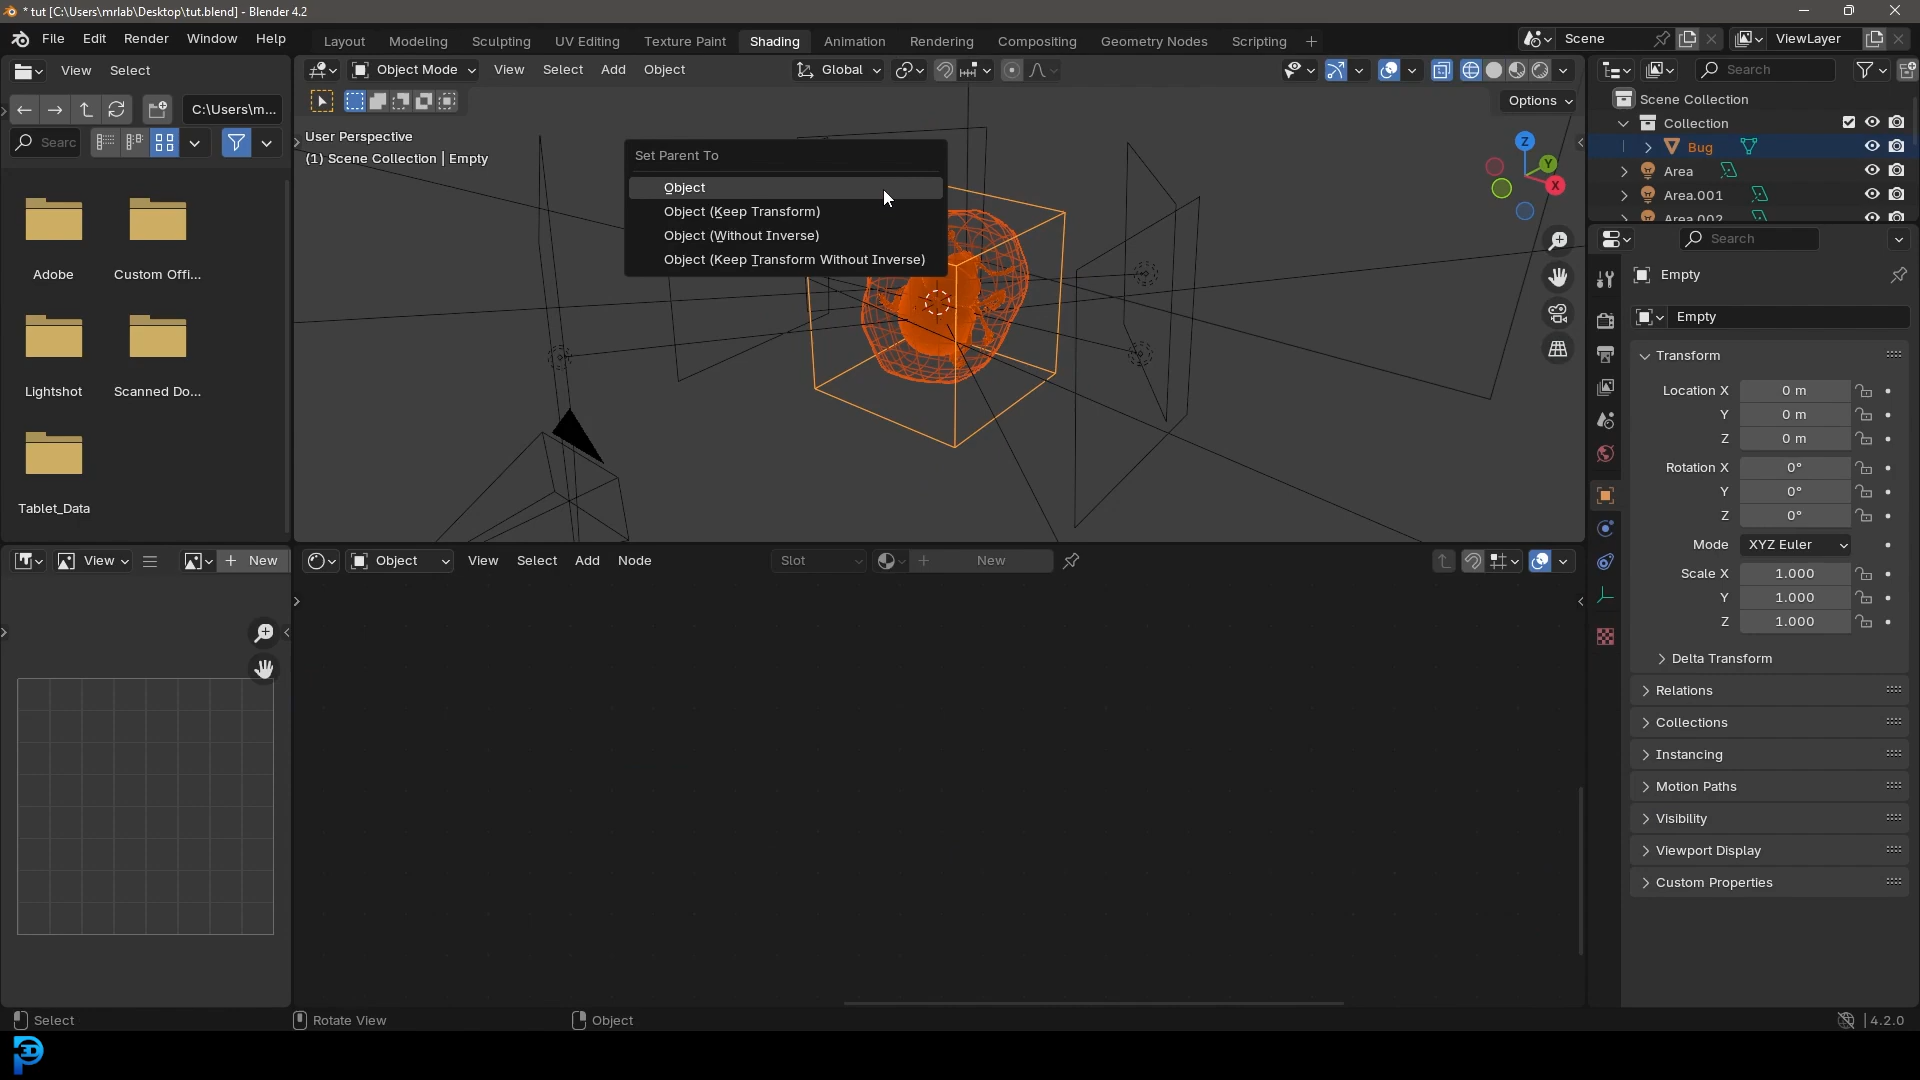 * tut [C:\Users\mrlab\Desktop\tut.blend] - Blender 4.2
File Edit Render Window Help
Layout Modeling Sculpting UV Editing Texture Paint Shading Animation Rendering Compositing Geometry Nodes Scripting +
Scene
ViewLayer
View Select
Object Mode View Select Add Object
Global
Search
C:\Users\m...
Options
Searc
Scene Collection
Collection
Bug
Area
Area.001
Area.002
User Perspective
(1) Scene Collection | Empty
Set Parent To
Object
Object (Keep Transform)
Object (Without Inverse)
Object (Keep Transform Without Inverse)
Z
Y
X
Adobe
Custom Offi...
Lightshot
Scanned Do...
Tablet_Data
Search
Empty
Empty
Transform
Location X 0 m
Y 0 m
Z 0 m
Rotation X 0°
Y 0°
Z 0°
Mode XYZ Euler
Scale X 1.000
Y 1.000
Z 1.000
Delta Transform
Relations
Collections
Instancing
Motion Paths
Visibility
Viewport Display
Custom Properties
View
+ New
Object View Select Add Node
Slot
+ New
Select
Rotate View
Object
4.2.0